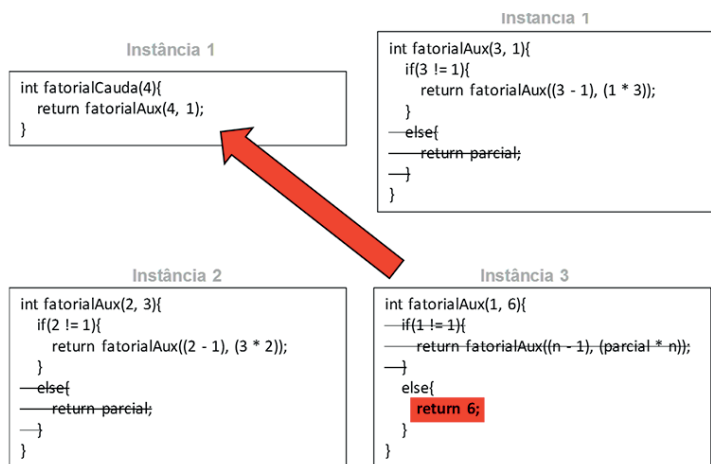 Instância 1
int fatorialCauda(4){
return fatorialAux(4, 1);
}
Instância 1
int fatorialAux(3, 1){
if(3 != 1){
return fatorialAux((3 - 1), (1 * 3));
}
else{
return parcial;
}
}
Instância 2
int fatorialAux(2, 3){
if(2 != 1){
return fatorialAux((2 - 1), (3 * 2));
}
else{
return parcial;
}
}
Instância 3
int fatorialAux(1, 6){
if(1 != 1){
return fatorialAux((n - 1), (parcial * n));
}
else{
return 6;
}
}